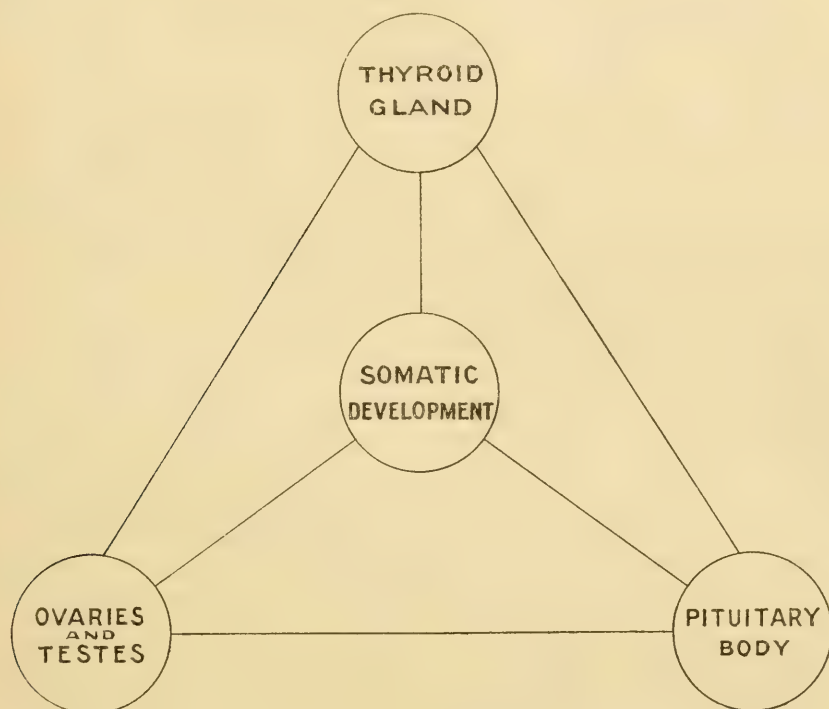 THYROID
GLAND
SOMATIC
DEVELOPMENT
OVARIES
AND
TESTES
PITUITARY
BODY